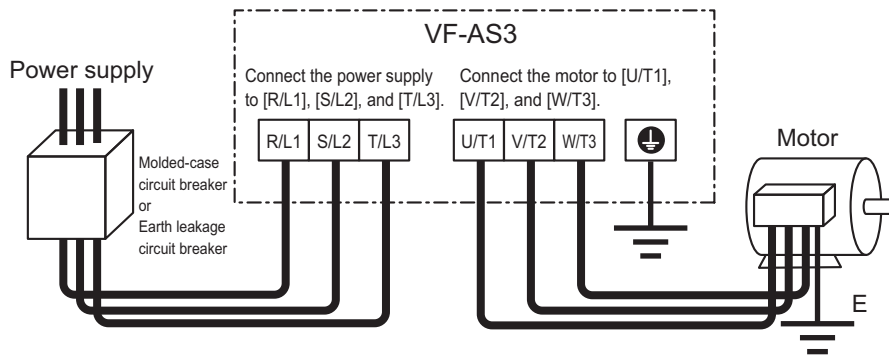 VF-AS3
Power supply
Connect the power supply
to [R/L1], [S/L2], and [T/L3].
Connect the motor to [U/T1],
[V/T2], and [W/T3].
R/L1 S/L2 T/L3
U/T1 V/T2 W/T3
Motor
Molded-case
circuit breaker
or
Earth leakage
circuit breaker
E